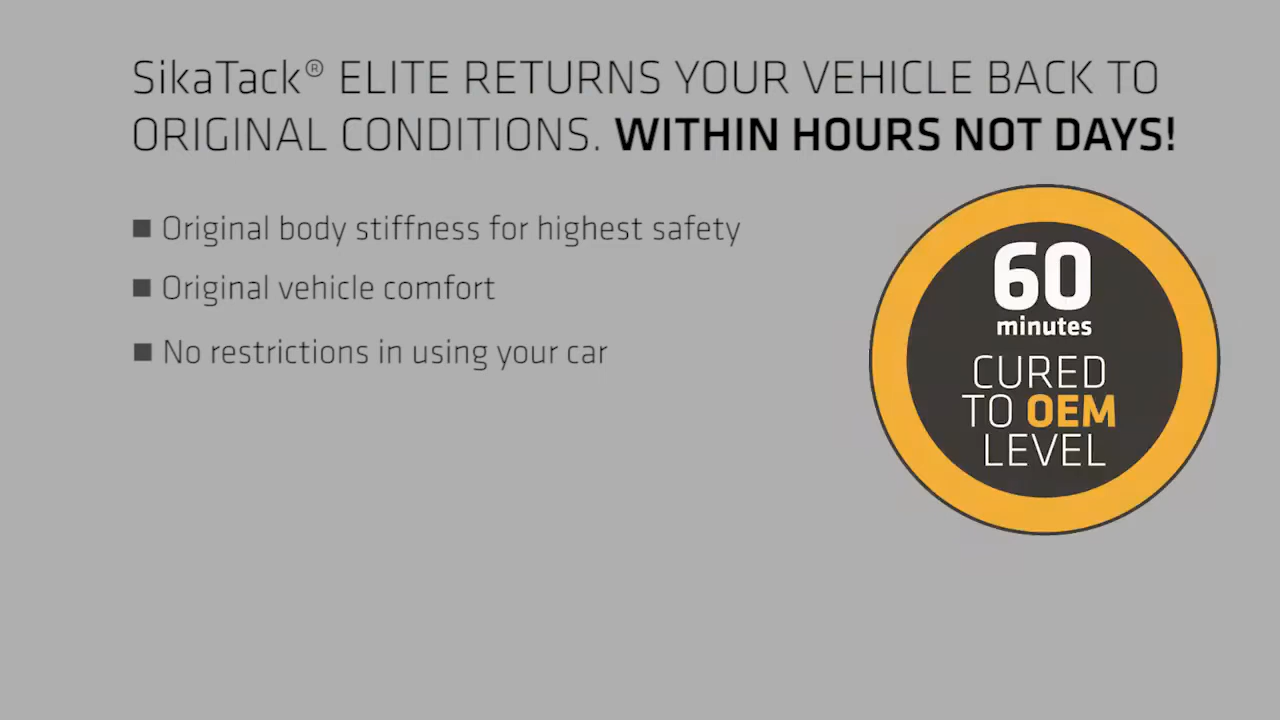 SikaTack® ELITE RETURNS YOUR VEHICLE BACK TO
ORIGINAL CONDITIONS. WITHIN HOURS NOT DAYS!
■ Original body stiffness for highest safety
■ Original vehicle comfort
■ No restrictions in using your car
60
minutes
CURED
TO OEM
LEVEL